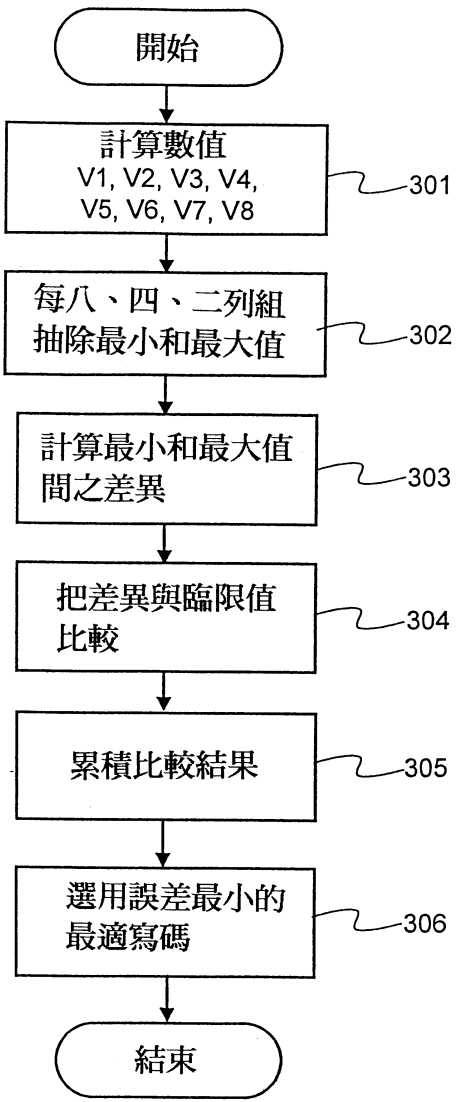 開始
計算數值
V1, V2, V3, V4,
V5, V6, V7, V8
301
每八、四、二列組
抽除最小和最大值
302
計算最小和最大值
間之差異
303
把差異與臨限值
比較
304
累積比較結果
305
選用誤差最小的
最適寫碼
306
結束